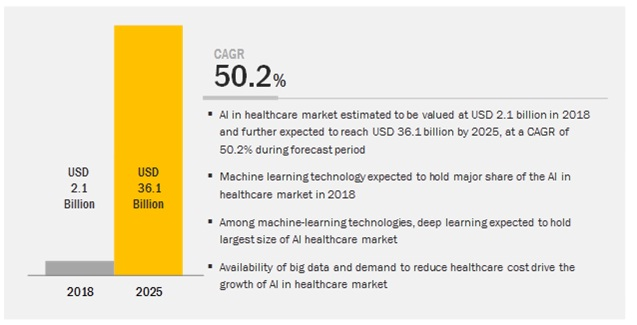 CAGR
50.2%
▪ AI in healthcare market estimated to be valued at USD 2.1 billion in 2018
and further expected to reach USD 36.1 billion by 2025, at a CAGR of
50.2% during forecast period
▪ Machine learning technology expected to hold major share of the AI in
healthcare market in 2018
▪ Among machine-learning technologies, deep learning expected to hold
largest size of AI healthcare market
▪ Availability of big data and demand to reduce healthcare cost drive the
growth of AI in healthcare market
USD
2.1
Billion
USD
36.1
Billion
2018
2025